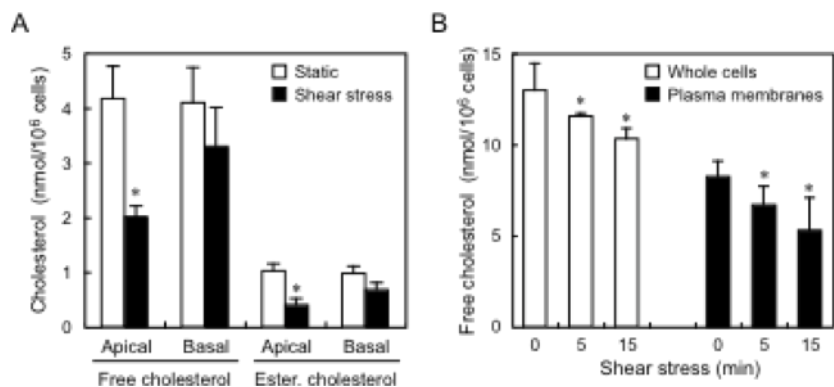 A
Cholesterol (nmol/10⁶ cells)
5
4
3
2
1
0
Static
Shear stress
*
*
Apical Basal Apical Basal
Free cholesterol Ester. cholesterol
B
Free cholesterol (nmol/10⁶ cells)
15
10
5
0
Whole cells
Plasma membranes
* *
* *
0 5 15 0 5 15
Shear stress (min)